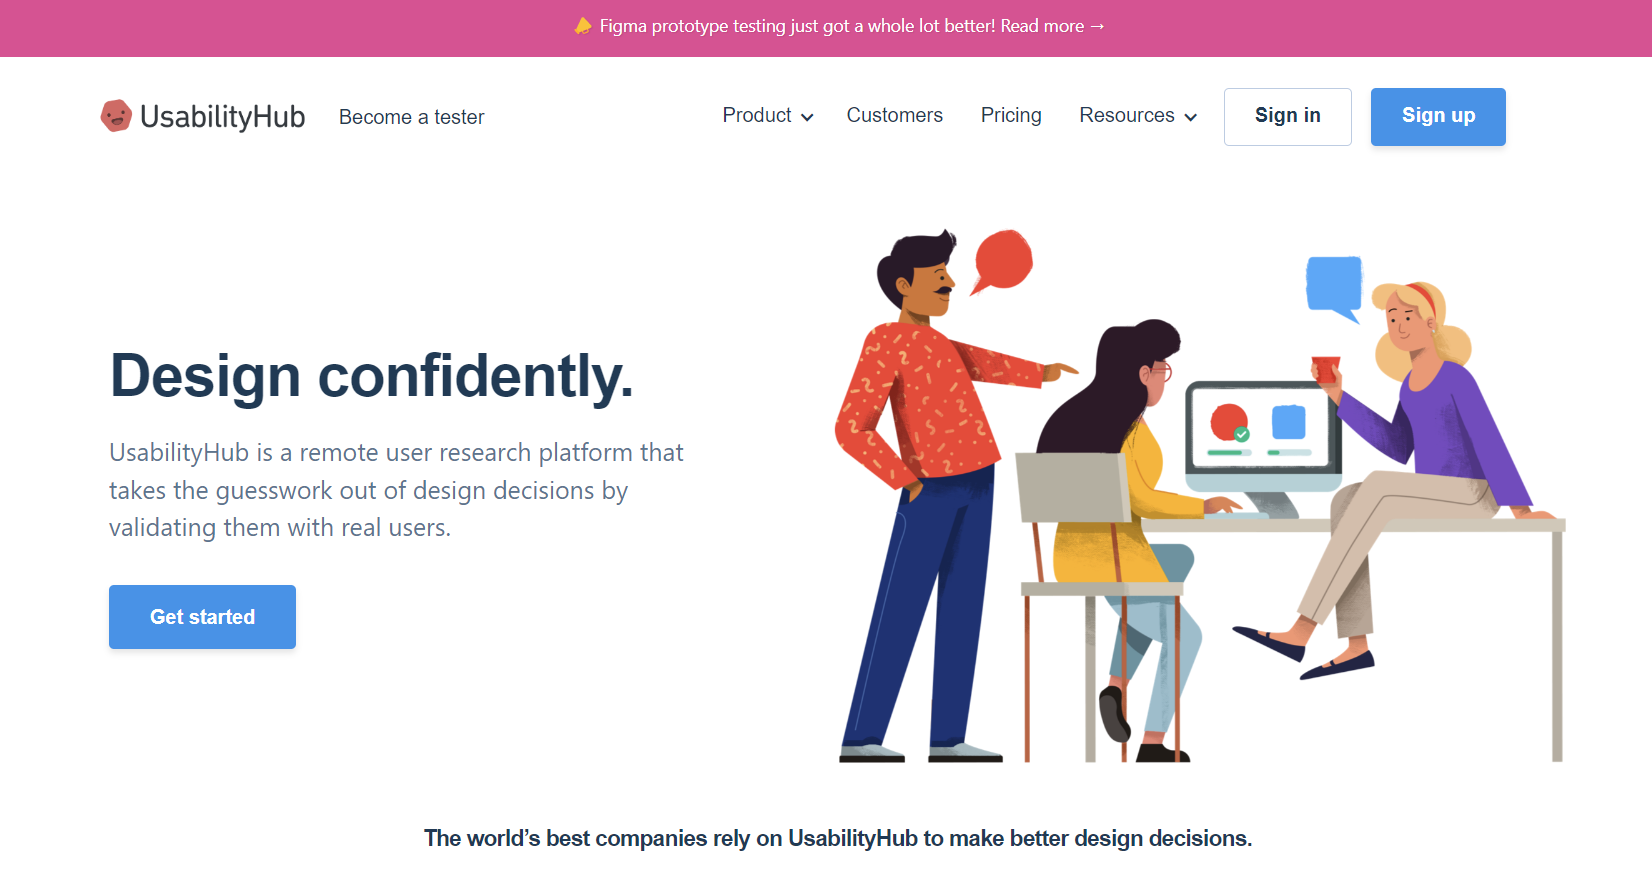 Figma prototype testing just got a whole lot better! Read more →
UsabilityHub
Become a tester
Product
Customers
Pricing
Resources
Sign in
Sign up
Design confidently.
UsabilityHub is a remote user research platform that
takes the guesswork out of design decisions by
validating them with real users.
Get started
The world’s best companies rely on UsabilityHub to make better design decisions.